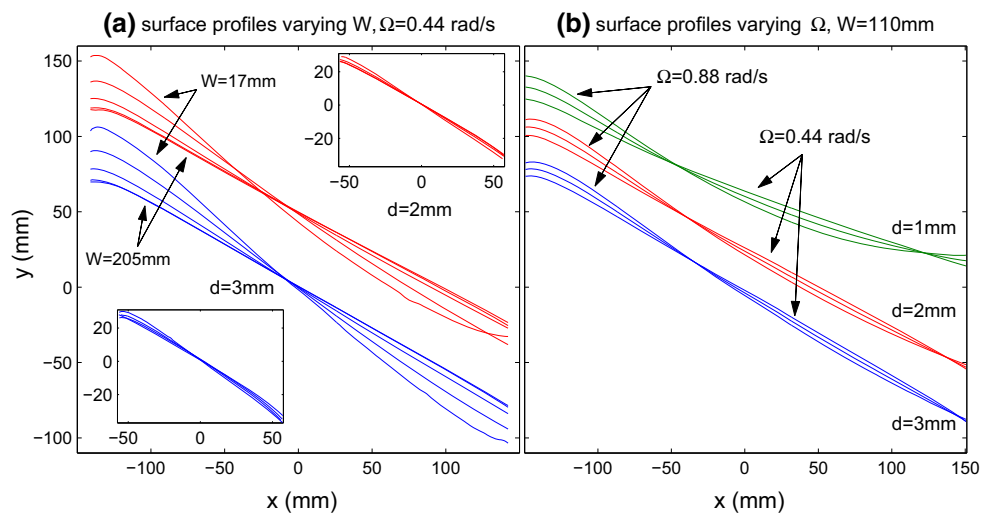 (a) surface profiles varying W, Ω=0.44 rad/s
(b) surface profiles varying Ω, W=110mm
150
100
50
0
−50
−100
y (mm)
W=17mm
W=205mm
d=2mm
d=3mm
20
0
−20
−50
0
50
20
0
−20
−50
0
50
−100
−50
0
50
100
x (mm)
Ω=0.88 rad/s
Ω=0.44 rad/s
d=1mm
d=2mm
d=3mm
−100
−50
0
50
100
150
x (mm)